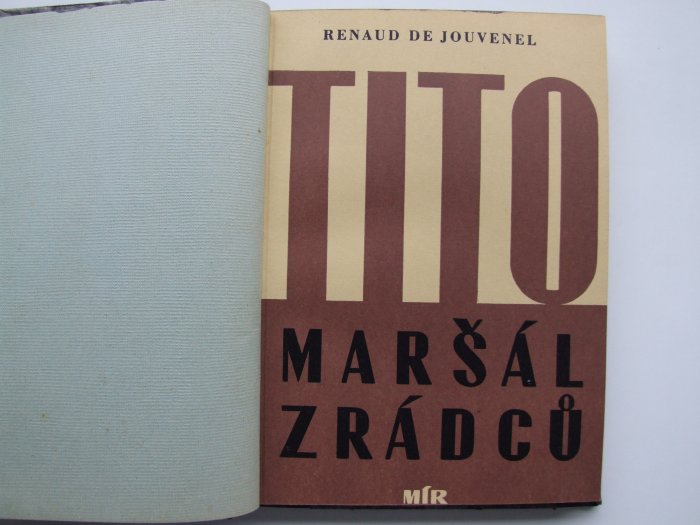 RENAUD DE JOUVENEL
TITO
MARŠÁL
ZRÁDCŮ
MÍR